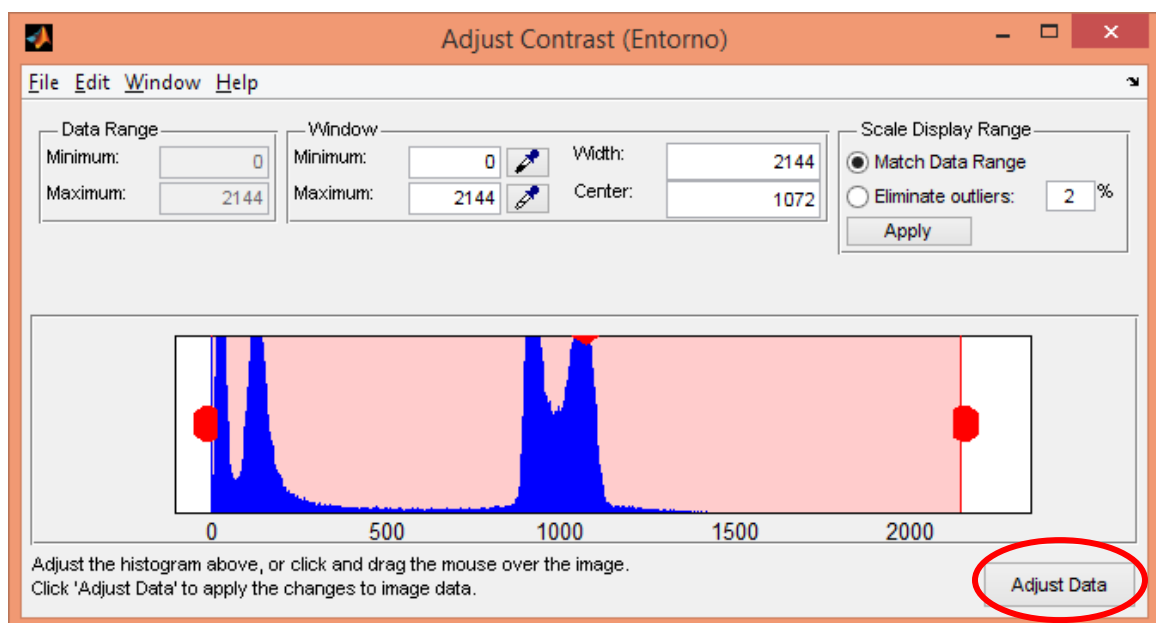 Adjust Contrast (Entorno)
File Edit Window Help
Data Range
Minimum: 0
Maximum: 2144
Window
Minimum: 0
Maximum: 2144
Width: 2144
Center: 1072
Scale Display Range
Match Data Range
Eliminate outliers: 2 %
Apply
0 500 1000 1500 2000
Adjust the histogram above, or click and drag the mouse over the image.
Click 'Adjust Data' to apply the changes to image data.
Adjust Data